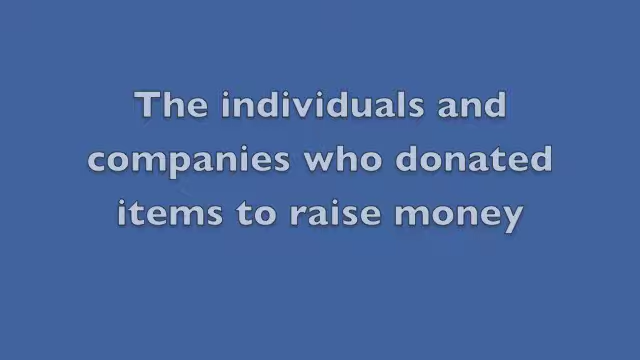 The individuals and
companies who donated
items to raise money